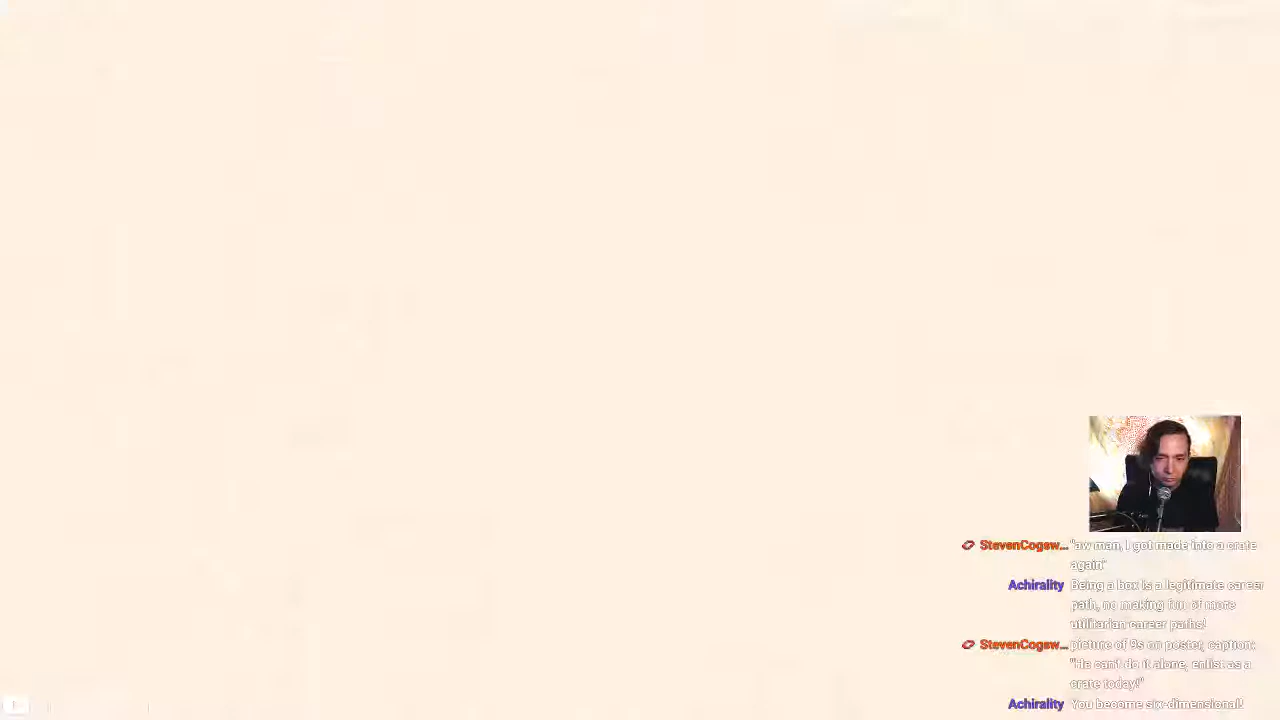 StevenCogsw… "aw man, I got made into a crate
again"
Achirality Being a box is a legitimate career
path, no making fun of more
utilitarian career paths!
StevenCogsw… picture of 9s on poster, caption:
"He can't do it alone, enlist as a
crate today!"
Achirality You become six-dimensional!